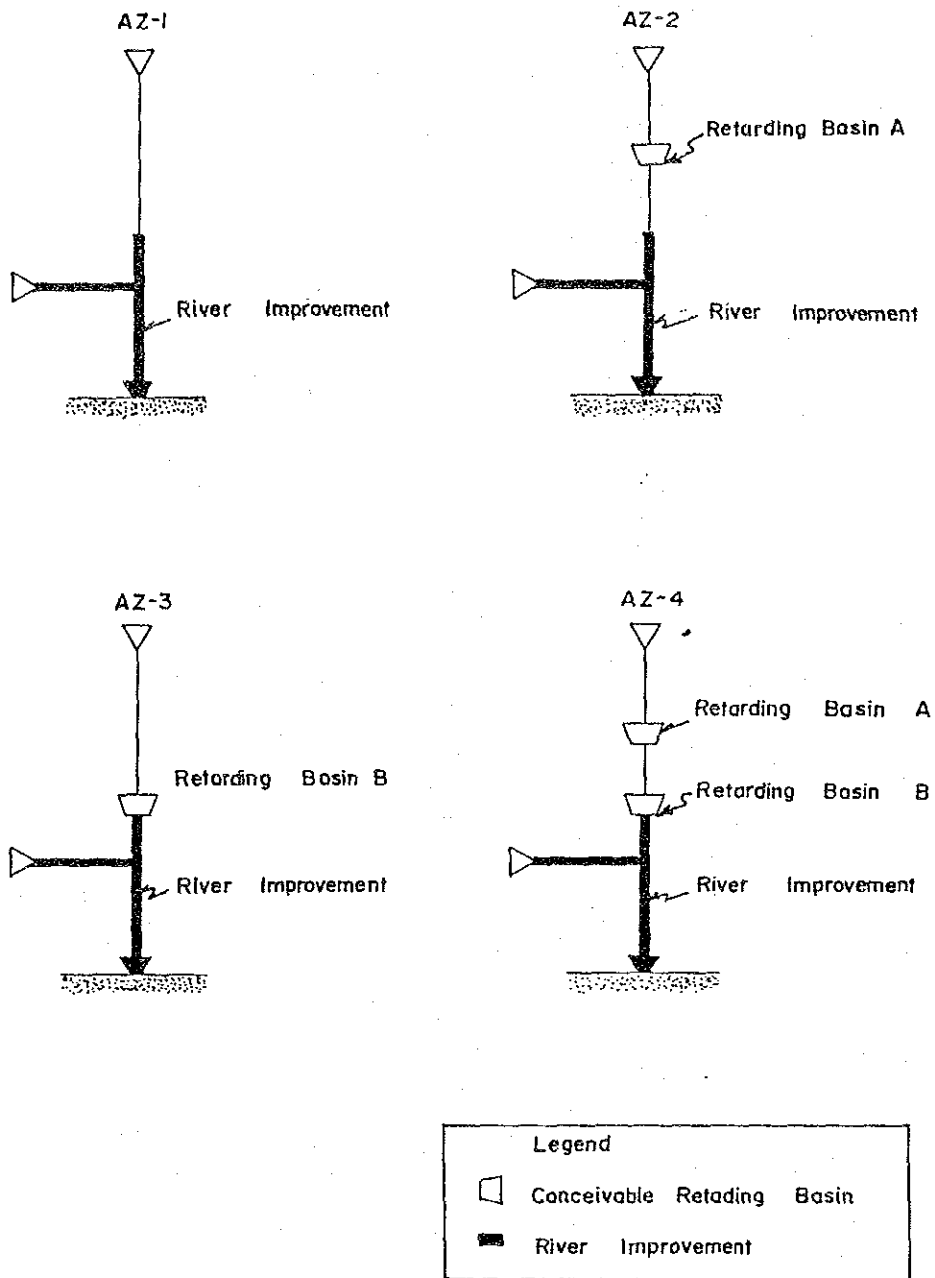 AZ-1
River Improvement
AZ-2
Retarding Basin A
River Improvement
AZ-3
Retarding Basin B
River Improvement
AZ-4
Retarding Basin A
Retarding Basin B
River Improvement
Legend
Conceivable Retading Basin
River Improvement